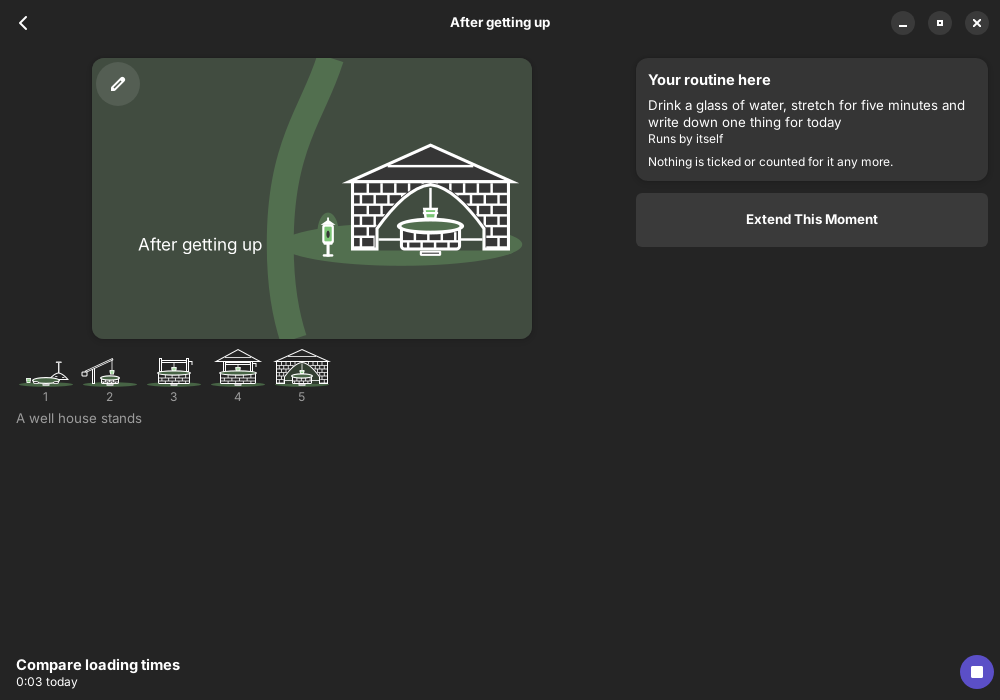 After getting up
After getting up
1 2 3 4 5
A well house stands
Your routine here
Drink a glass of water, stretch for five minutes and
write down one thing for today
Runs by itself
Nothing is ticked or counted for it any more.
Extend This Moment
Compare loading times
0:03 today